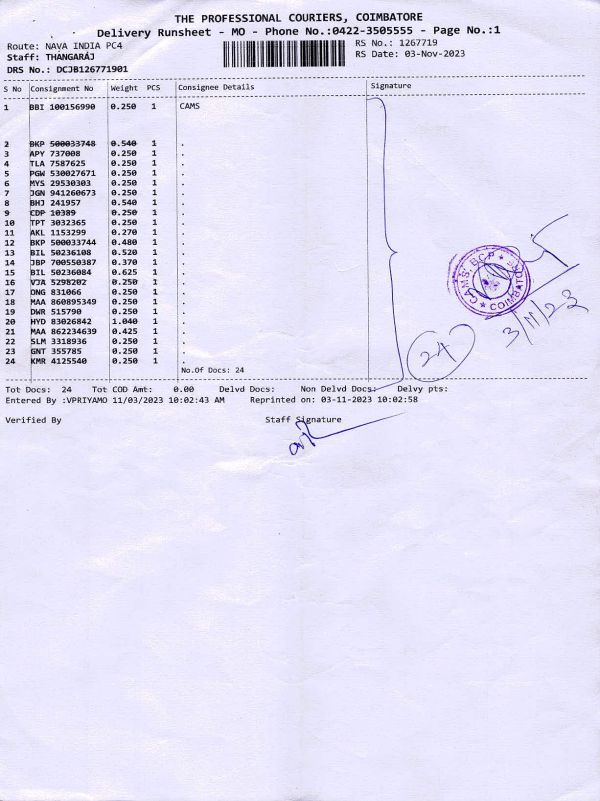 THE PROFESSIONAL COURIERS, COIMBATORE
Delivery Runsheet - MO - Phone No.:0422-3505555 - Page No.:1
Route: NAVA INDIA PC4 RS No.: 1267719
Staff: THANGARAJ RS Date: 03-Nov-2023
DRS No.: DCJB126771901
S No Consignment No Weight PCS Consignee Details Signature
1 BBI 100156990 0.250 1 CAMS
2 BKP 500033748 0.540 1 .
3 APY 737008 0.250 1 .
4 TLA 7587625 0.250 1 .
5 PGW 530027671 0.250 1 .
6 MYS 29530303 0.250 1 .
7 JGN 941260673 0.250 1 .
8 BHJ 241957 0.540 1 .
9 CDP 10389 0.250 1 .
10 TPT 3032365 0.250 1 .
11 AKL 1153299 0.270 1 .
12 BKP 500033744 0.480 1 .
13 BIL 50236108 0.520 1 .
14 JBP 700550387 0.370 1 .
15 BIL 50236084 0.625 1 .
16 VJA 5298202 0.250 1 .
17 DNG 831066 0.250 1 .
18 MAA 860895349 0.250 1 .
19 DWR 515790 0.250 1 .
20 HYD 83026842 1.040 1 .
21 MAA 862234639 0.425 1 .
22 SLM 3318936 0.250 1 .
23 GNT 355785 0.250 1 .
24 KMR 4125540 0.250 1 .
CAMS BCP * COIMBATORE *
3/11/23
24
No.Of Docs: 24
Tot Docs: 24 Tot COD Amt: 0.00 Delvd Docs: Non Delvd Docs: Delvy pts:
Entered By :VPRIYAMO 11/03/2023 10:02:43 AM Reprinted on: 03-11-2023 10:02:58
Verified By Staff Signature